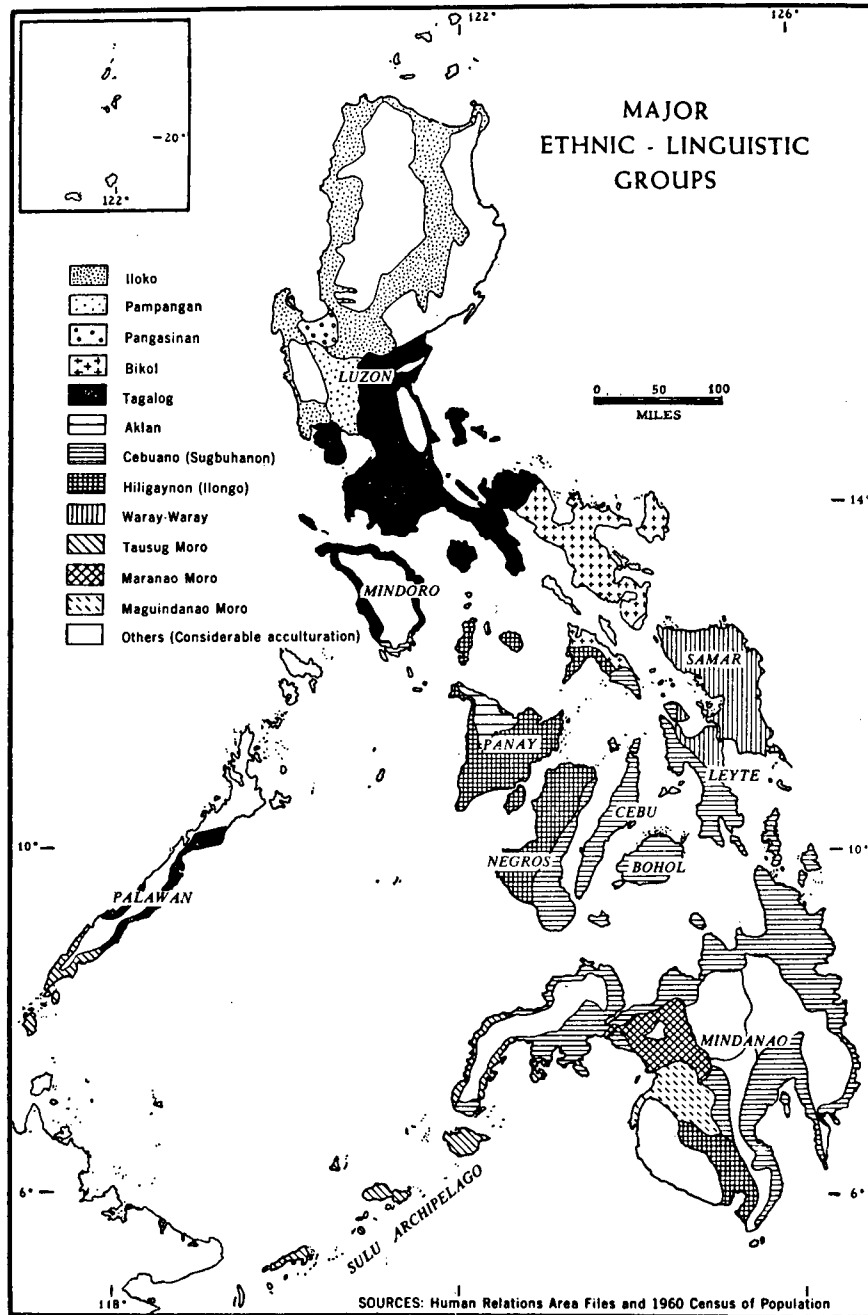 122°
126°
20°
122°
MAJOR
ETHNIC - LINGUISTIC
GROUPS
Iloko
Pampangan
Pangasinan
Bikol
Tagalog
Aklan
Cebuano (Sugbuhanon)
Hiligaynon (Ilongo)
Waray-Waray
Tausug Moro
Maranao Moro
Maguindanao Moro
Others (Considerable acculturation)
0 50 100
MILES
LUZON
14°
MINDORO
SAMAR
PANAY
LEYTE
CEBU
10°
NEGROS
BOHOL
10°
PALAWAN
MINDANAO
6°
SULU ARCHIPELAGO
6°
118°
SOURCES: Human Relations Area Files and 1960 Census of Population